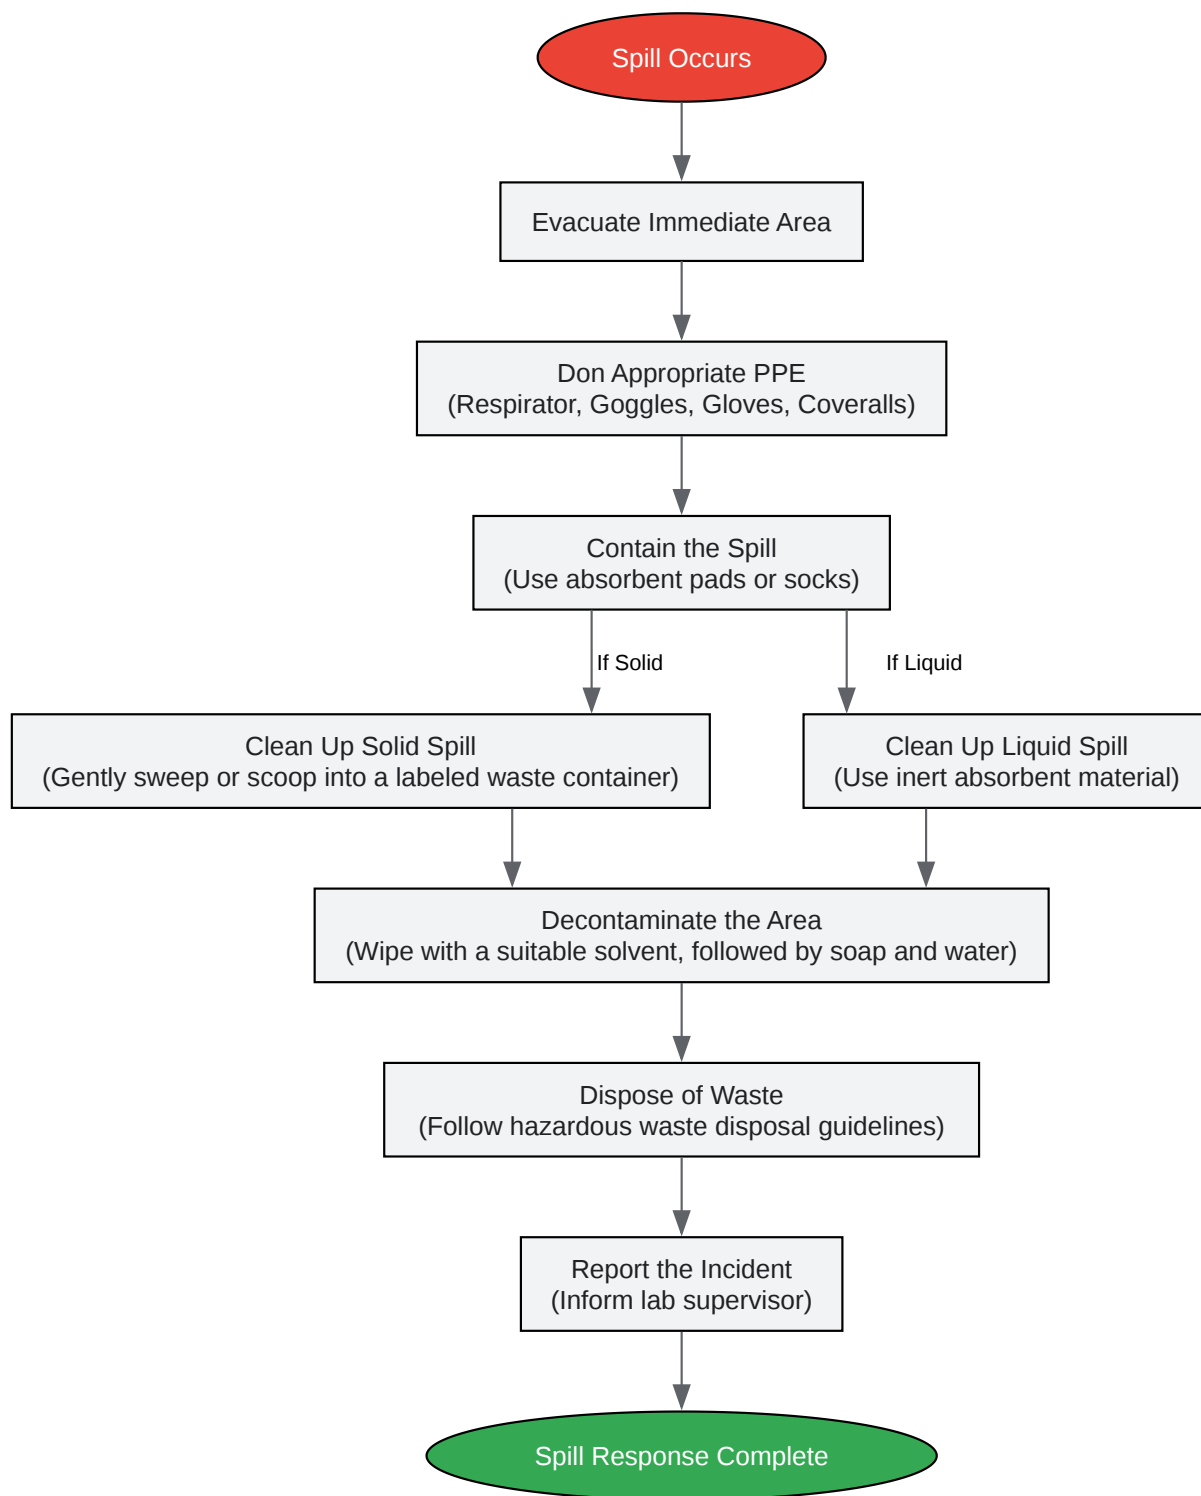 Spill Occurs
Evacuate Immediate Area
Don Appropriate PPE
(Respirator, Goggles, Gloves, Coveralls)
Contain the Spill
(Use absorbent pads or socks)
If Solid
If Liquid
Clean Up Solid Spill
(Gently sweep or scoop into a labeled waste container)
Clean Up Liquid Spill
(Use inert absorbent material)
Decontaminate the Area
(Wipe with a suitable solvent, followed by soap and water)
Dispose of Waste
(Follow hazardous waste disposal guidelines)
Report the Incident
(Inform lab supervisor)
Spill Response Complete